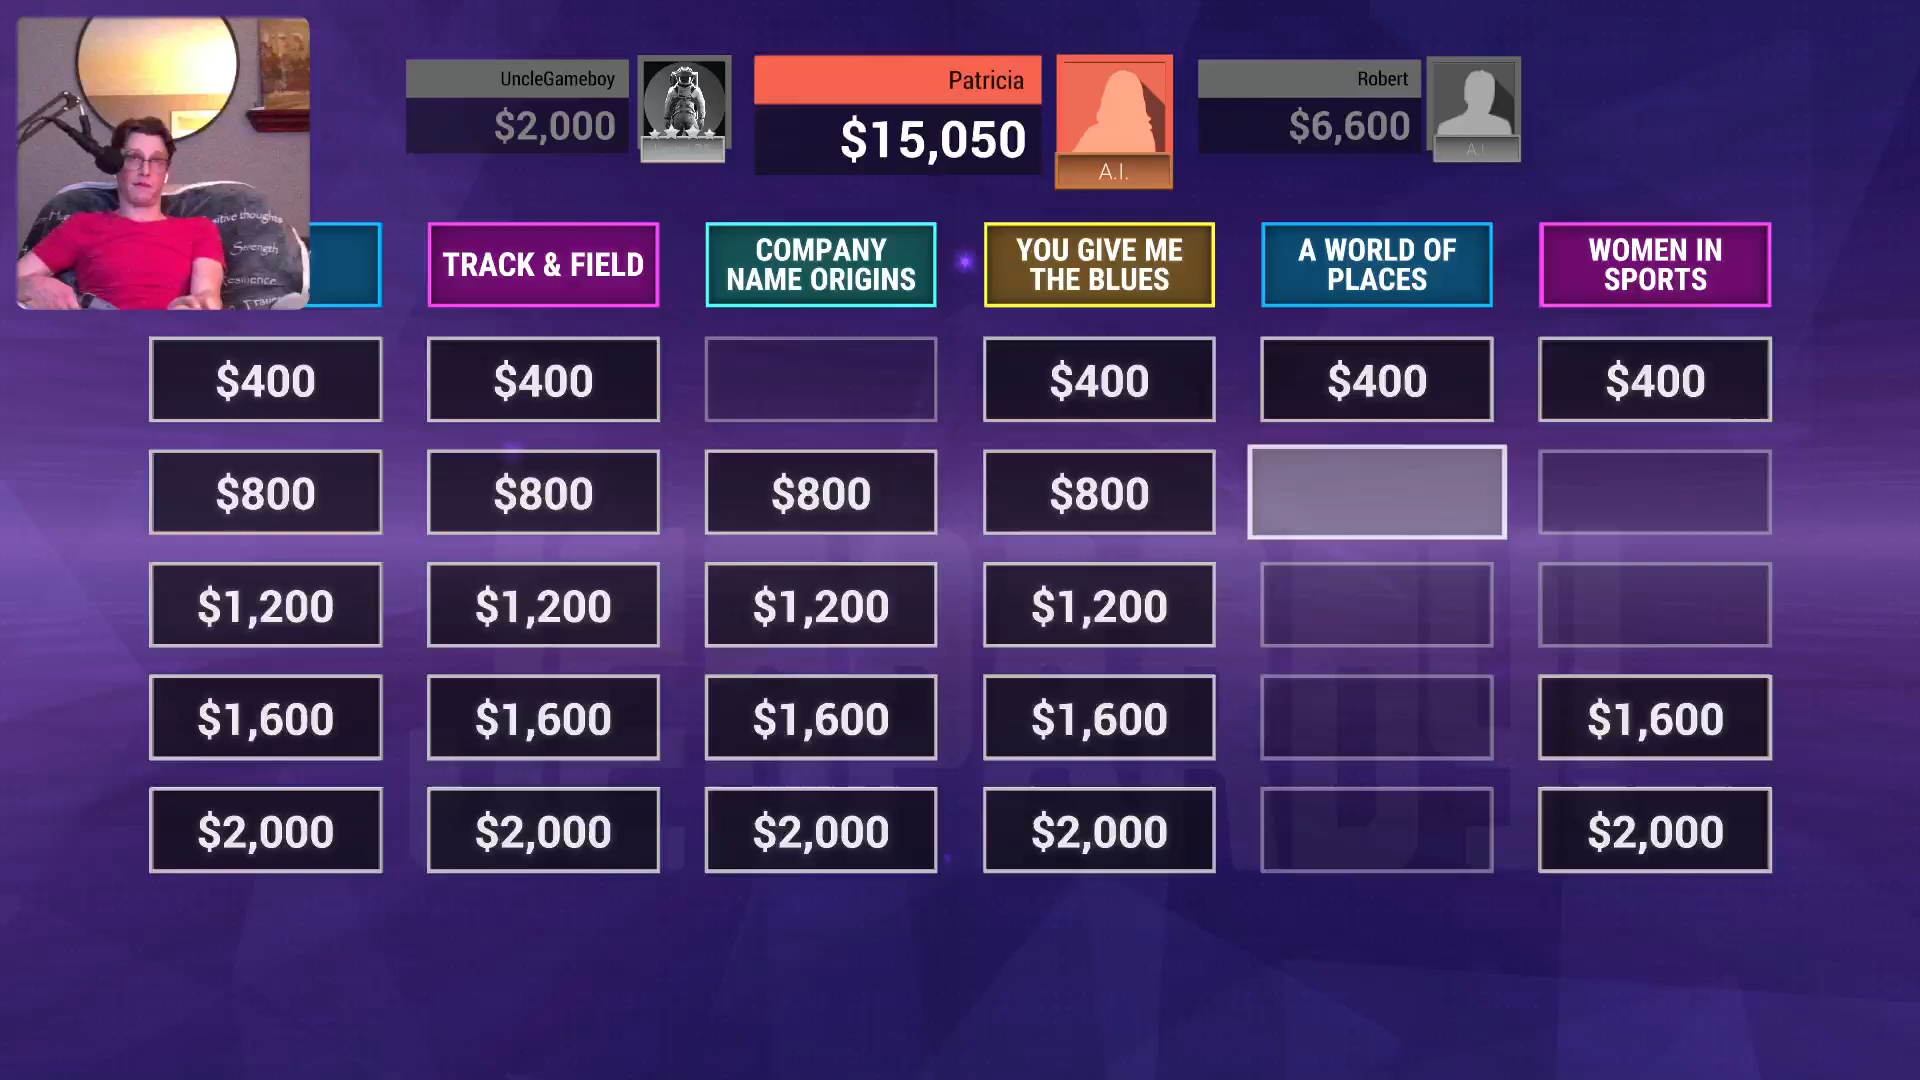 UncleGameboy
$2,000
Patricia
$15,050
A.I.
Robert
$6,600
A.I.
Strength
TRACK & FIELD
COMPANY
NAME ORIGINS
YOU GIVE ME
THE BLUES
A WORLD OF
PLACES
WOMEN IN
SPORTS
$400
$400
$400
$400
$400
$800
$800
$800
$800
$1,200
$1,200
$1,200
$1,200
$1,600
$1,600
$1,600
$1,600
$1,600
$2,000
$2,000
$2,000
$2,000
$2,000
JEOPARDY!